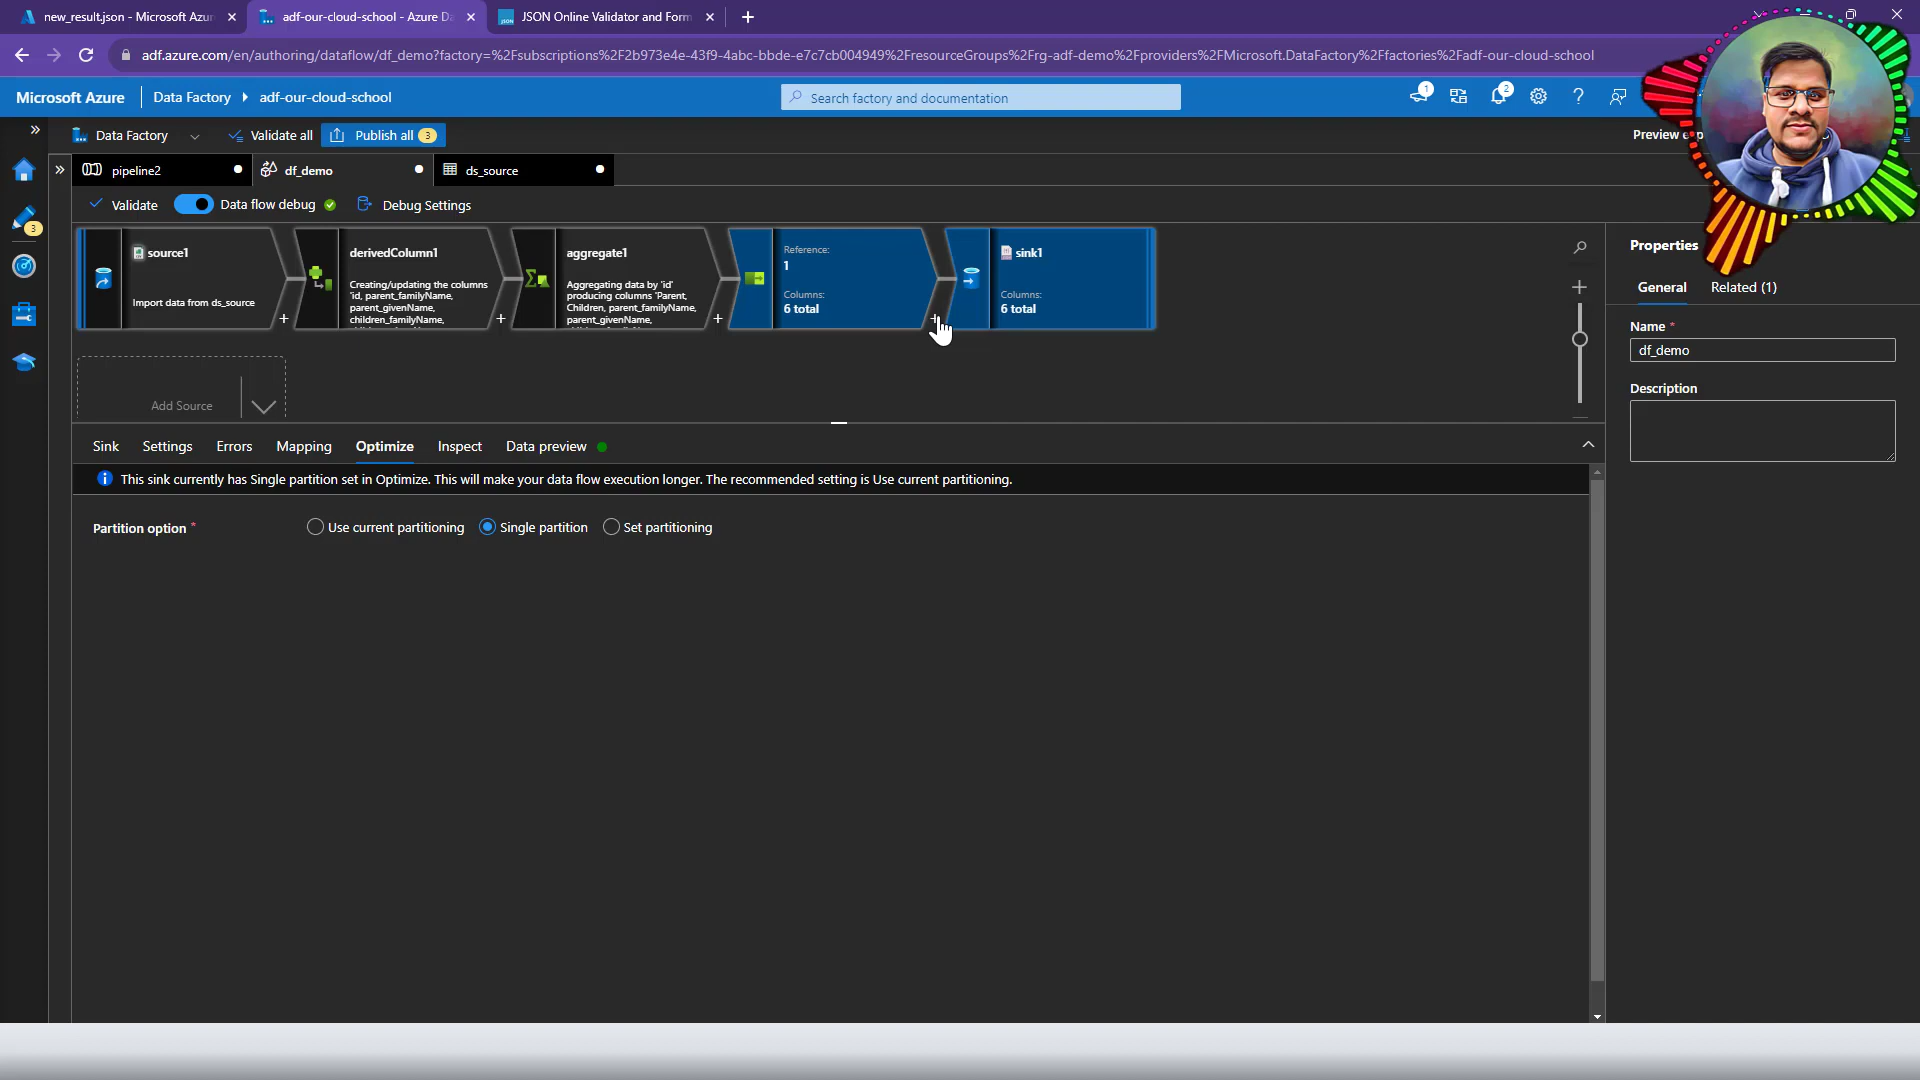 new_result.json - Microsoft Azur
adf-our-cloud-school - Azure Da
JSON Online Validator and Form
adf.azure.com/en/authoring/dataflow/df_demo?factory=%2Fsubscriptions%2F2b973e4e-43f9-4abc-bbde-e7c7cb004949%2FresourceGroups%2Frg-adf-demo%2Fproviders%2FMicrosoft.DataFactory%2Ffactories%2Fadf-our-cloud-school
Microsoft Azure
Data Factory
adf-our-cloud-school
Search factory and documentation
1
2
Data Factory
Validate all
Publish all
3
Preview exp
pipeline2
df_demo
ds_source
3
Validate
Data flow debug
Debug Settings
source1
Import data from ds_source
derivedColumn1
Creating/updating the columns
'id, parent_familyName,
parent_givenName,
children_familyName,
aggregate1
Aggregating data by 'id'
producing columns 'Parent,
Children, parent_familyName,
parent_givenName,
Reference:
1
Columns:
6 total
sink1
Columns:
6 total
Add Source
Properties
General
Related (1)
Name *
df_demo
Description
Sink
Settings
Errors
Mapping
Optimize
Inspect
Data preview
This sink currently has Single partition set in Optimize. This will make your data flow execution longer. The recommended setting is Use current partitioning.
Partition option *
Use current partitioning
Single partition
Set partitioning